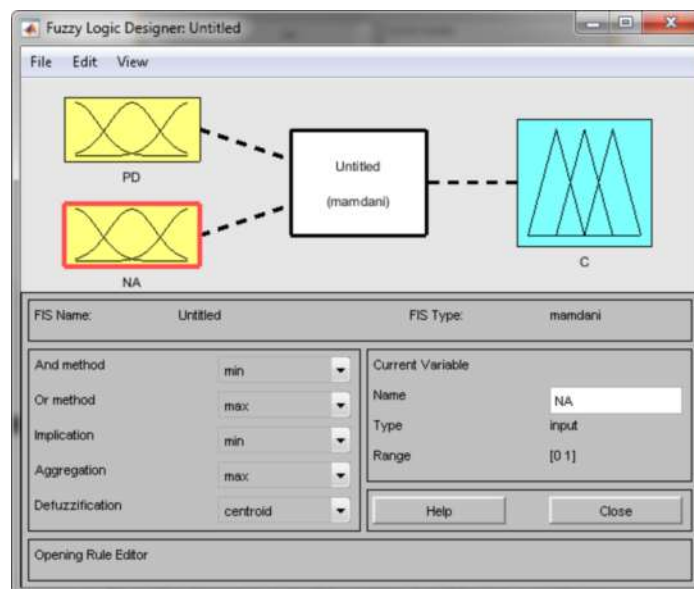 Fuzzy Logic Designer: Untitled
File Edit View
PD
NA
Untitled
(mamdani)
C
FIS Name: Untitled FIS Type: mamdani
And method min
Or method max
Implication min
Aggregation max
Defuzzification centroid
Current Variable
Name NA
Type input
Range [0 1]
Help Close
Opening Rule Editor